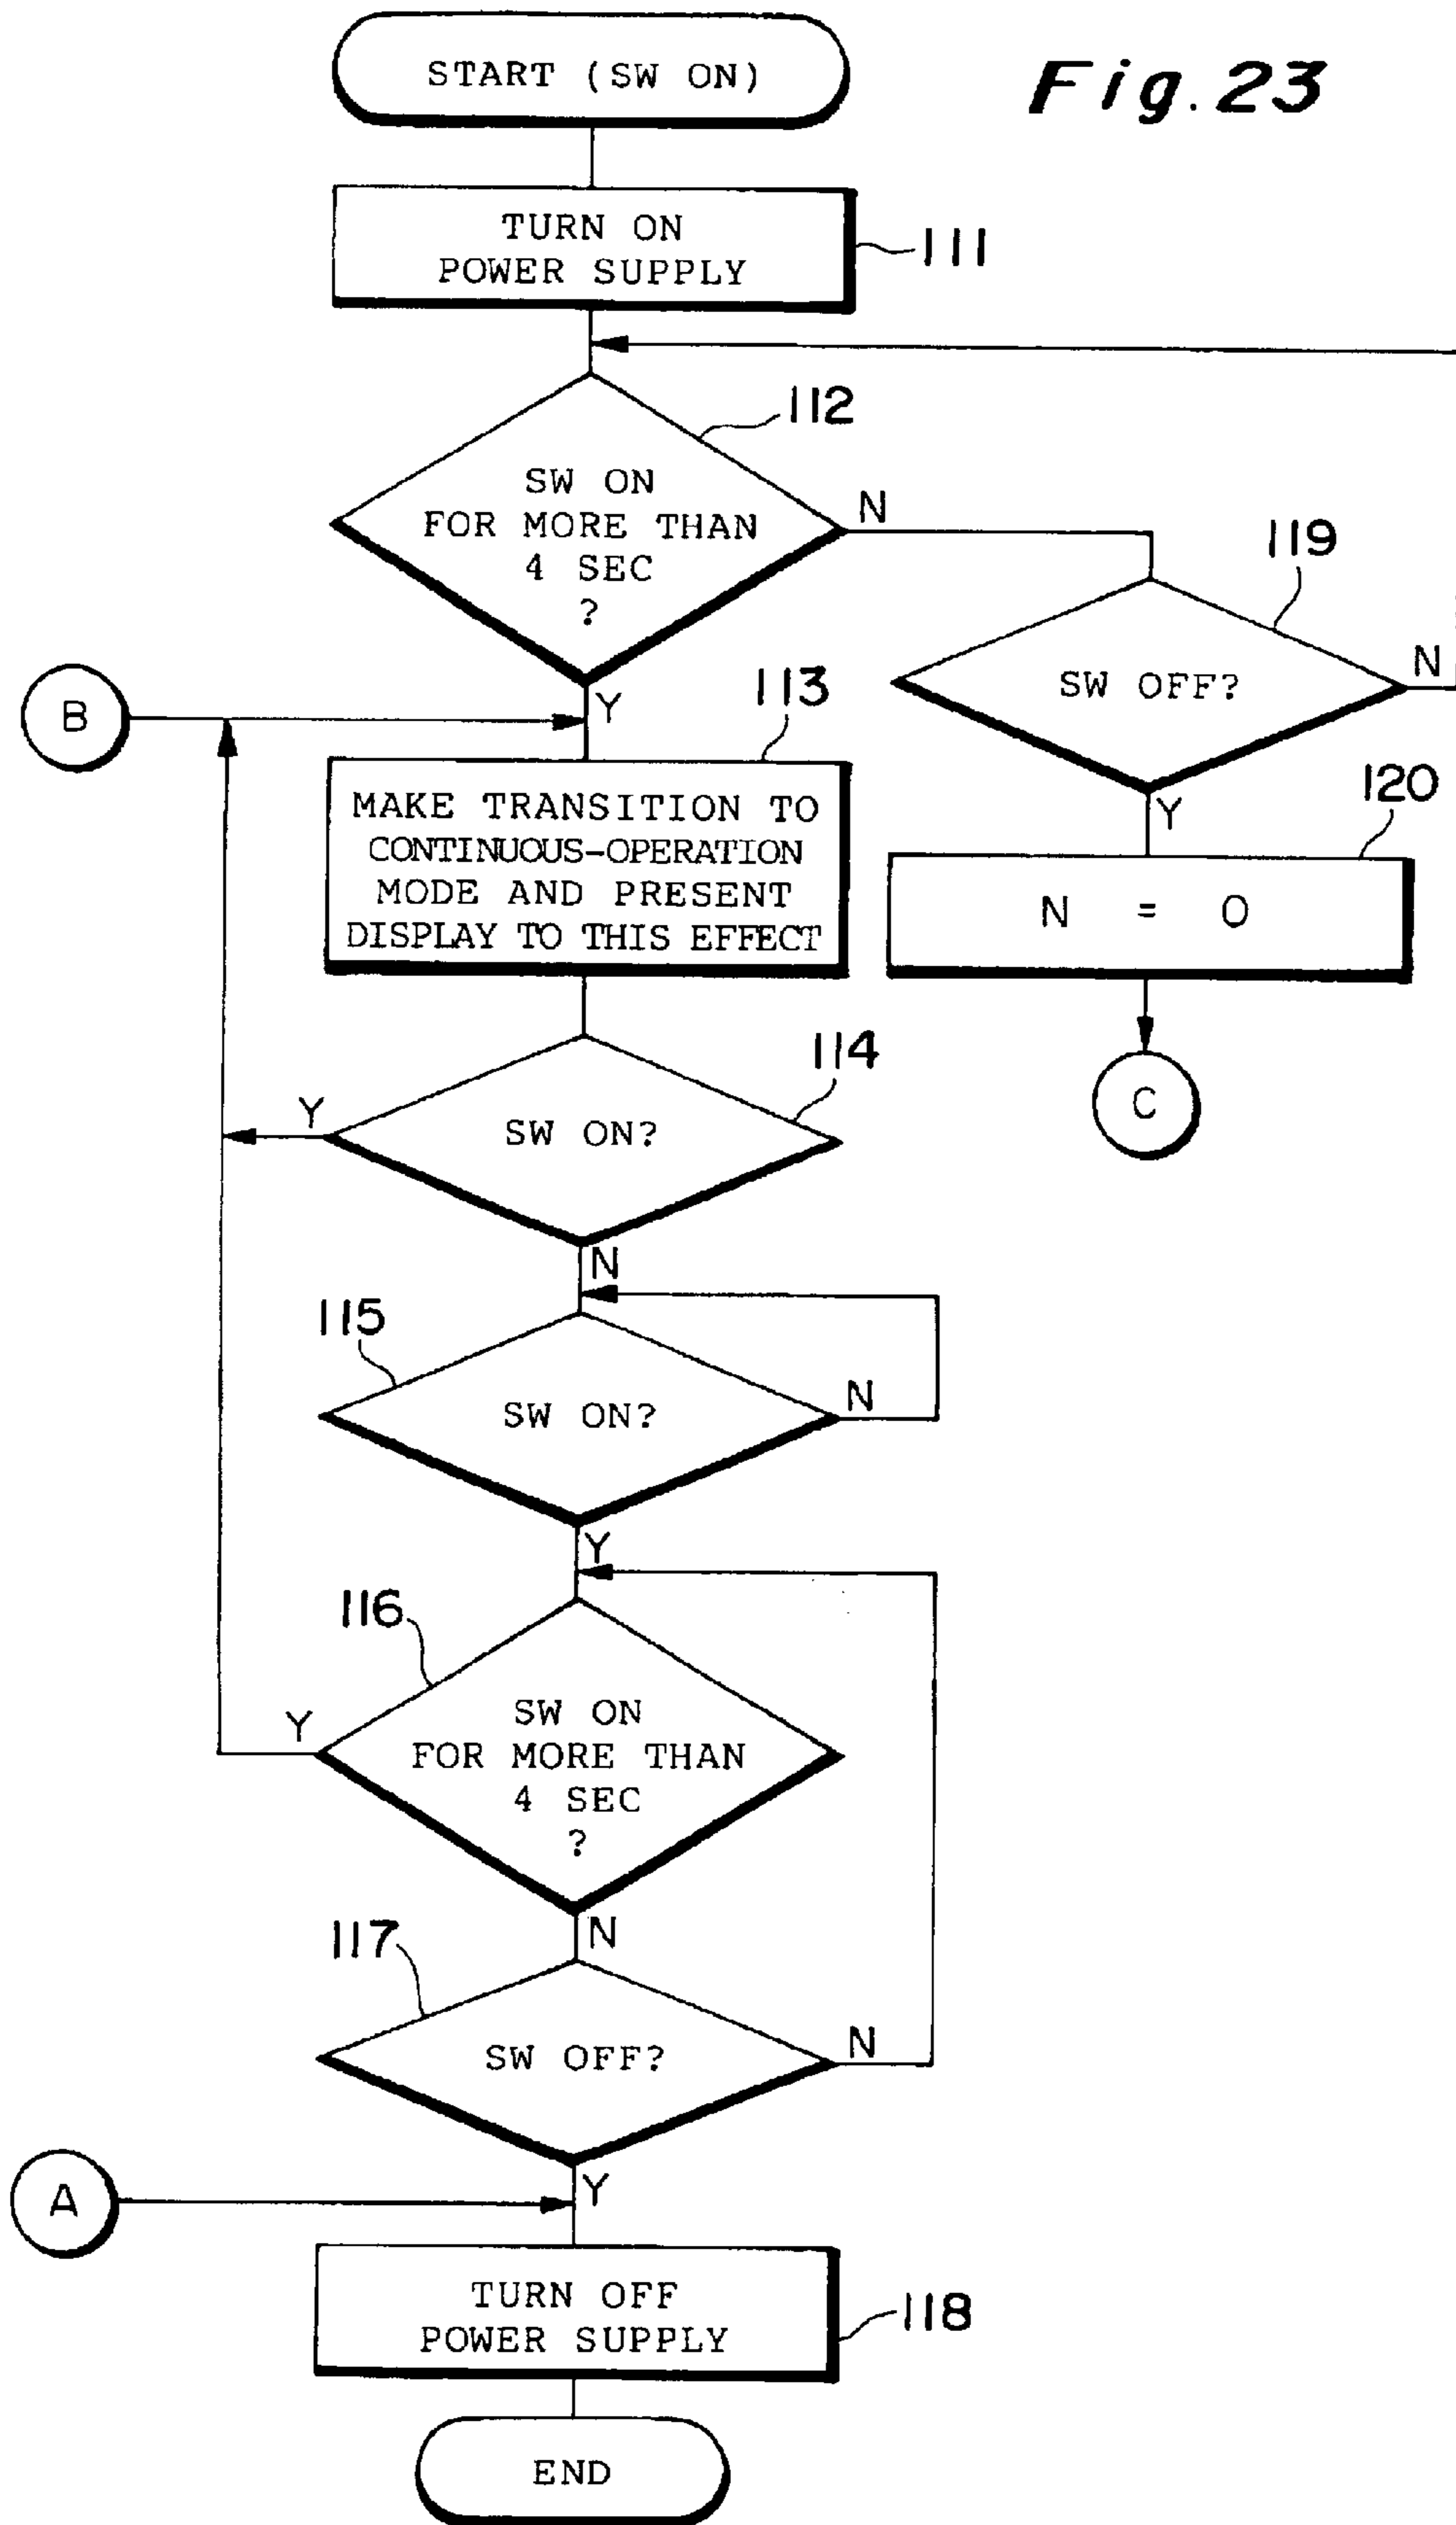 START (SW ON)
Fig. 23
TURN ON
POWER SUPPLY
111
112
SW ON
FOR MORE THAN
4 SEC
?
N
Y
119
SW OFF?
N
Y
B
113
MAKE TRANSITION TO
CONTINUOUS-OPERATION
MODE AND PRESENT
DISPLAY TO THIS EFFECT
120
N = 0
C
114
SW ON?
Y
N
115
SW ON?
N
Y
116
SW ON
FOR MORE THAN
4 SEC
?
Y
N
117
SW OFF?
N
Y
A
TURN OFF
POWER SUPPLY
118
END